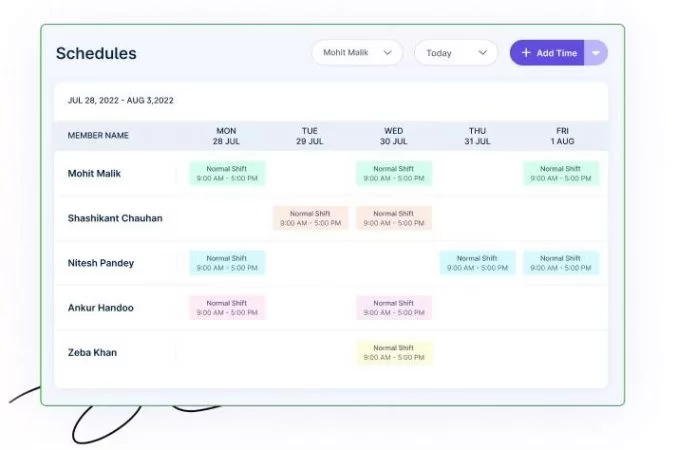 Schedules
Mohit Malik
Today
+ Add Time
JUL 28, 2022 - AUG 3,2022
MEMBER NAME
MON
28 JUL
TUE
29 JUL
WED
30 JUL
THU
31 JUL
FRI
1 AUG
Mohit Malik
Normal Shift
9:00 AM - 5:00 PM
Normal Shift
9:00 AM - 5:00 PM
Normal Shift
9:00 AM - 5:00 PM
Shashikant Chauhan
Normal Shift
9:00 AM - 5:00 PM
Normal Shift
9:00 AM - 5:00 PM
Nitesh Pandey
Normal Shift
9:00 AM - 5:00 PM
Normal Shift
9:00 AM - 5:00 PM
Normal Shift
9:00 AM - 5:00 PM
Ankur Handoo
Normal Shift
9:00 AM - 5:00 PM
Normal Shift
9:00 AM - 5:00 PM
Zeba Khan
Normal Shift
9:00 AM - 5:00 PM